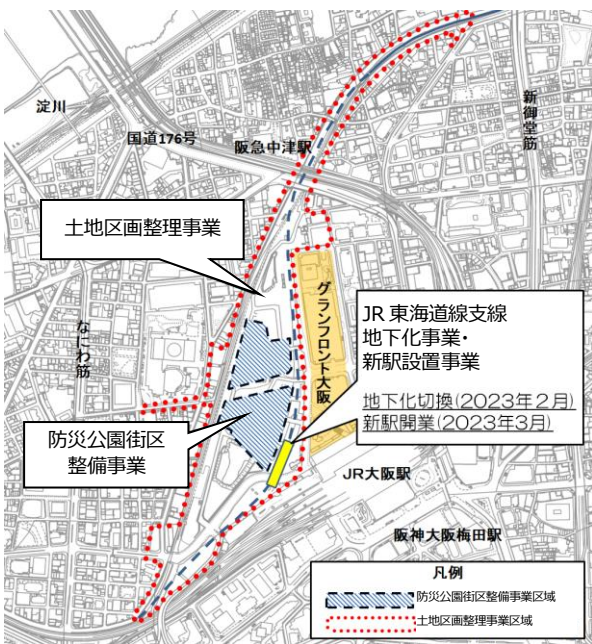 淀川
国道176号
阪急中津駅
新御堂筋
土地区画整理事業
グランフロント大阪
JR東海道線支線
地下化事業・
新駅設置事業
地下化切換(2023年2月)
新駅開業(2023年3月)
なにわ筋
防災公園街区
整備事業
JR大阪駅
阪神大阪梅田駅
凡例
防災公園街区整備事業区域
土地区画整理事業区域